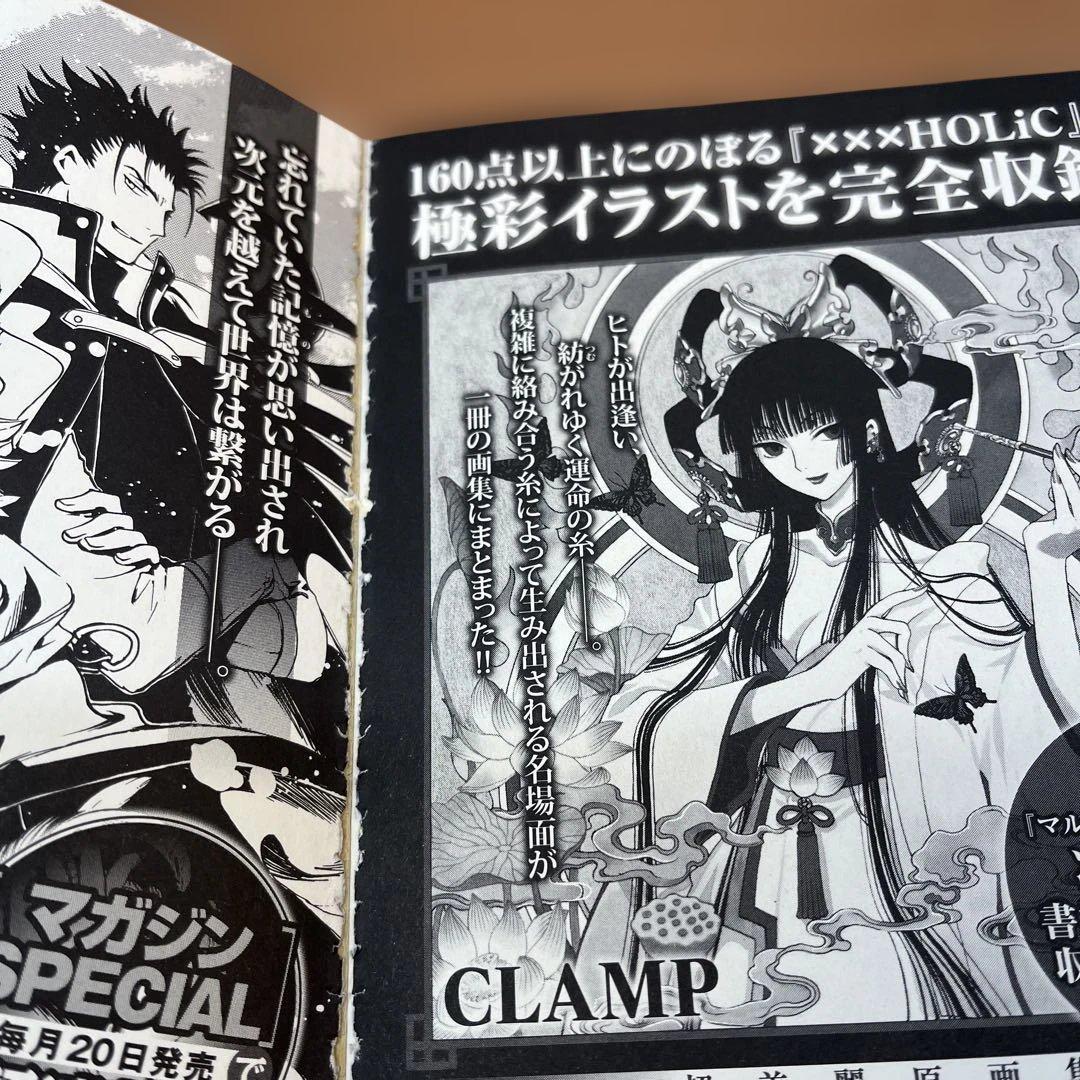 忘れていた記憶が思い出され
次元を越えて世界は繋がる――。
マガジン
SPECIAL
毎月20日発売
で
160点以上にのぼる『×××HOLiC』
極彩イラストを完全収録
ヒトが出逢い、
紡がれゆく運命の糸――。
複雑に絡み合う糸によって生み出される名場面が
一冊の画集にまとまった!!
CLAMP
『マル
書
収